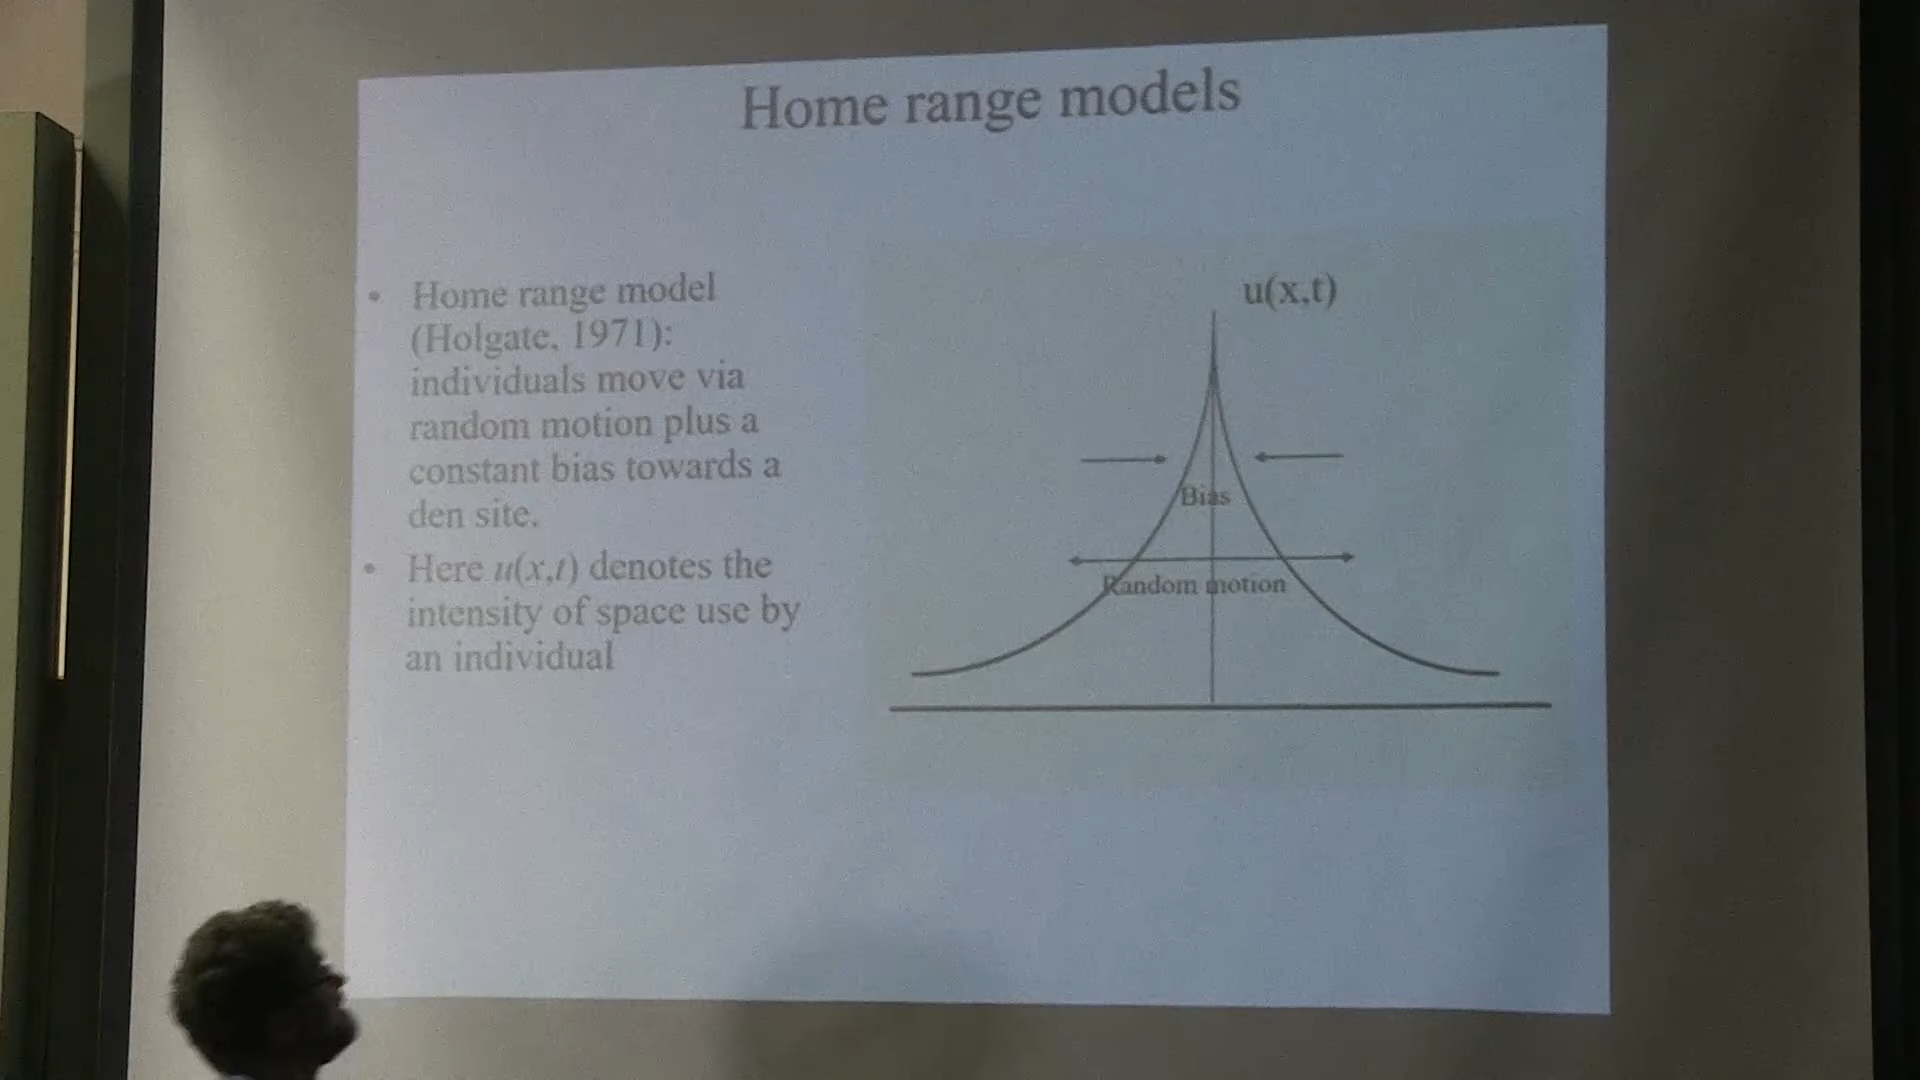 Home range models
• Home range model
(Holgate, 1971):
individuals move via
random motion plus a
constant bias towards a
den site.
• Here u(x,t) denotes the
intensity of space use by
an individual
u(x,t)
Bias
Random motion